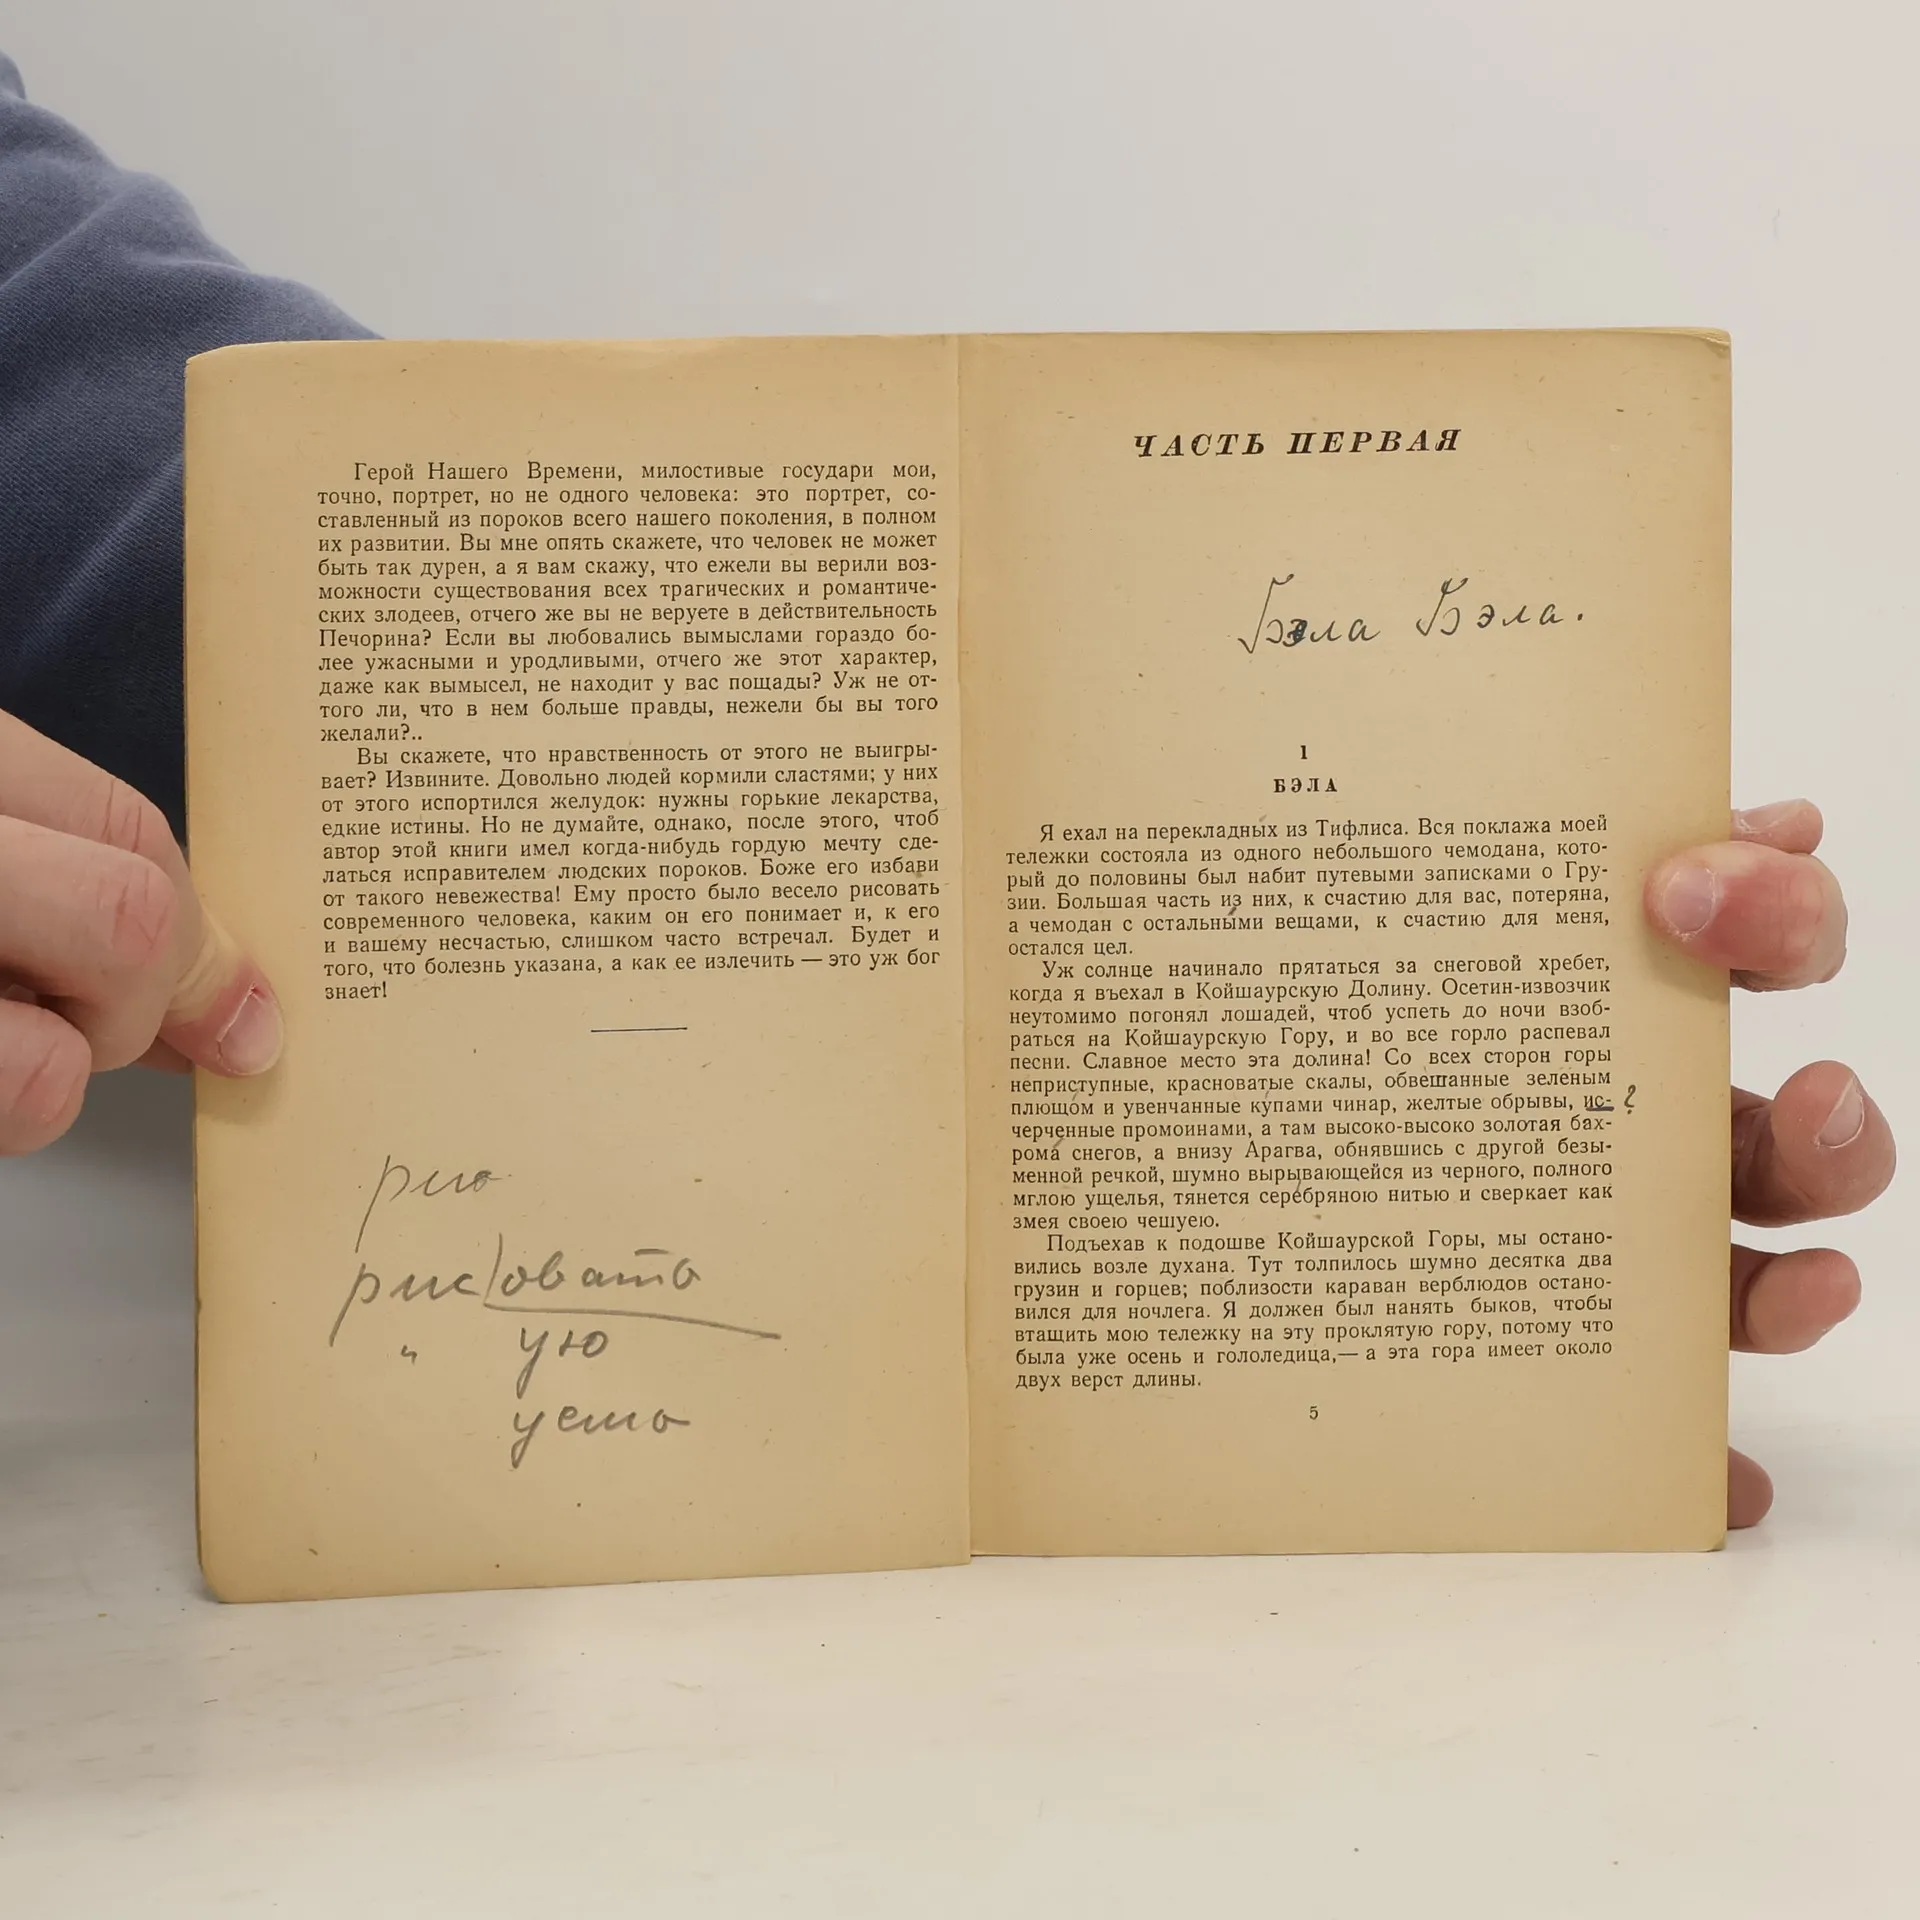 Герой Нашего Времени, милостивые государи мои,
точно, портрет, но не одного человека: это портрет, со-
ставленный из пороков всего нашего поколения, в полном
их развитии. Вы мне опять скажете, что человек не может
быть так дурен, а я вам скажу, что ежели вы верили воз-
можности существования всех трагических и романтиче-
ских злодеев, отчего же вы не веруете в действительность
Печорина? Если вы любовались вымыслами гораздо бо-
лее ужасными и уродливыми, отчего же этот характер,
даже как вымысел, не находит у вас пощады? Уж не от-
того ли, что в нем больше правды, нежели бы вы того
желали?..
Вы скажете, что нравственность от этого не выигры-
вает? Извините. Довольно людей кормили сластями; у них
от этого испортился желудок: нужны горькие лекарства,
едкие истины. Но не думайте, однако, после этого, чтоб
автор этой книги имел когда-нибудь гордую мечту сде-
латься исправителем людских пороков. Боже его избави
от такого невежества! Ему просто было весело рисовать
современного человека, каким он его понимает и, к его
и вашему несчастью, слишком часто встречал. Будет и
того, что болезнь указана, а как ее излечить — это уж бог
знает!
рис/овать
" ую
уешь
ЧАСТЬ ПЕРВАЯ
Бэла Бэла.
1
БЭЛА
Я ехал на перекладных из Тифлиса. Вся поклажа моей
тележки состояла из одного небольшого чемодана, кото-
рый до половины был набит путевыми записками о Гру-
зии. Большая часть из них, к счастию для вас, потеряна,
а чемодан с остальными вещами, к счастию для меня,
остался цел.
Уж солнце начинало прятаться за снеговой хребет,
когда я въехал в Койшаурскую Долину. Осетин-извозчик
неутомимо погонял лошадей, чтоб успеть до ночи взоб-
раться на Койшаурскую Гору, и во все горло распевал
песни. Славное место эта долина! Со всех сторон горы
неприступные, красноватые скалы, обвешанные зеленым
плющом и увенчанные купами чинар, желтые обрывы, ис- ?
черченные промоинами, а там высоко-высоко золотая бах-
рома снегов, а внизу Арагва, обнявшись с другой безы-
менной речкой, шумно вырывающейся из черного, полного
мглою ущелья, тянется серебряною нитью и сверкает как
змея своею чешуею.
Подъехав к подошве Койшаурской Горы, мы остано-
вились возле духана. Тут толпилось шумно десятка два
грузин и горцев; поблизости караван верблюдов остано-
вился для ночлега. Я должен был нанять быков, чтобы
втащить мою тележку на эту проклятую гору, потому что
была уже осень и гололедица,— а эта гора имеет около
двух верст длины.
5